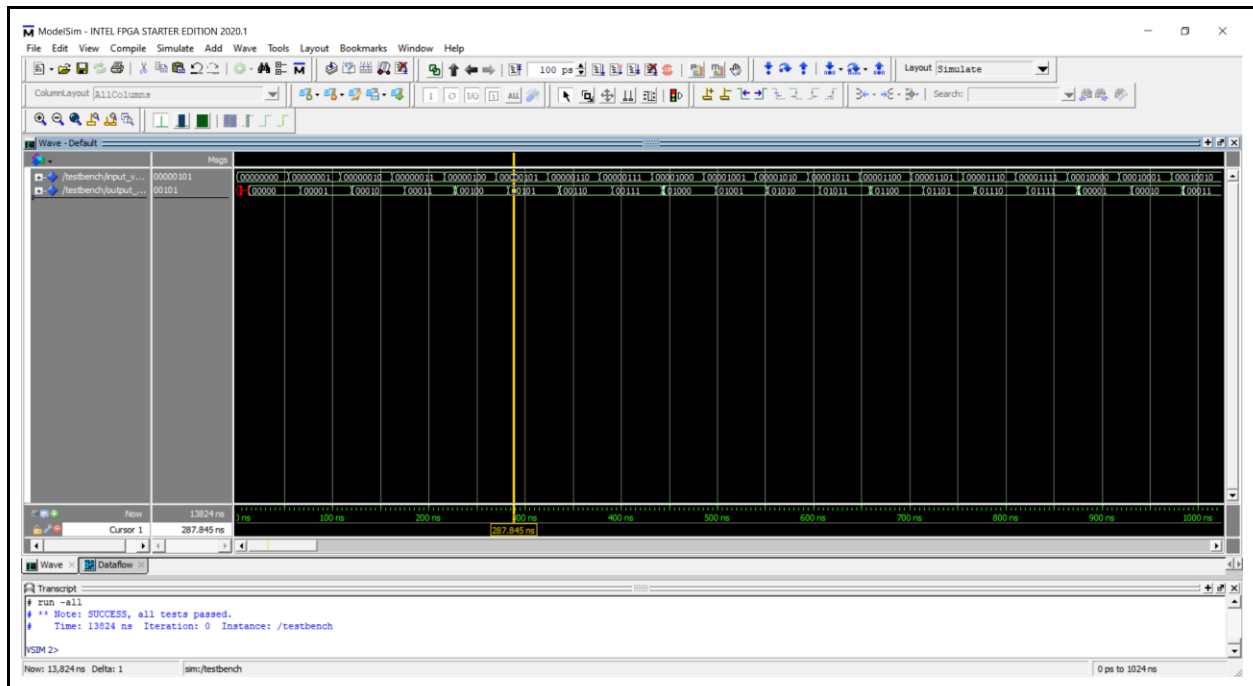 ModelSim - INTEL FPGA STARTER EDITION 2020.1
File Edit View Compile Simulate Add Wave Tools Layout Bookmarks Window Help
100 ps
Layout Simulate
ColumnLayout AllColumns
Search:
Wave - Default
Msgs
/testbench/input_v... 00000101 00000000 00000001 00000010 00000011 00000100 00000101 00000110 00000111 00001000 00001001 00001010 00001011 00001100 00001101 00001110 00001111 00010000 00010001 00010010
/testbench/output_... 00101 00000 00001 00010 00011 00100 00101 00110 00111 01000 01001 01010 01011 01100 01101 01110 01111 00001 00010 00011
Now 13824 ns 100 ns 200 ns 400 ns 500 ns 600 ns 700 ns 800 ns 900 ns 1000 ns
Cursor 1 287.845 ns 287.845 ns
Wave Dataflow
Transcript
# run -all
# ** Note: SUCCESS, all tests passed.
# Time: 13824 ns Iteration: 0 Instance: /testbench
VSIM 2>
Now: 13,824 ns Delta: 1 sim:/testbench 0 ps to 1024 ns